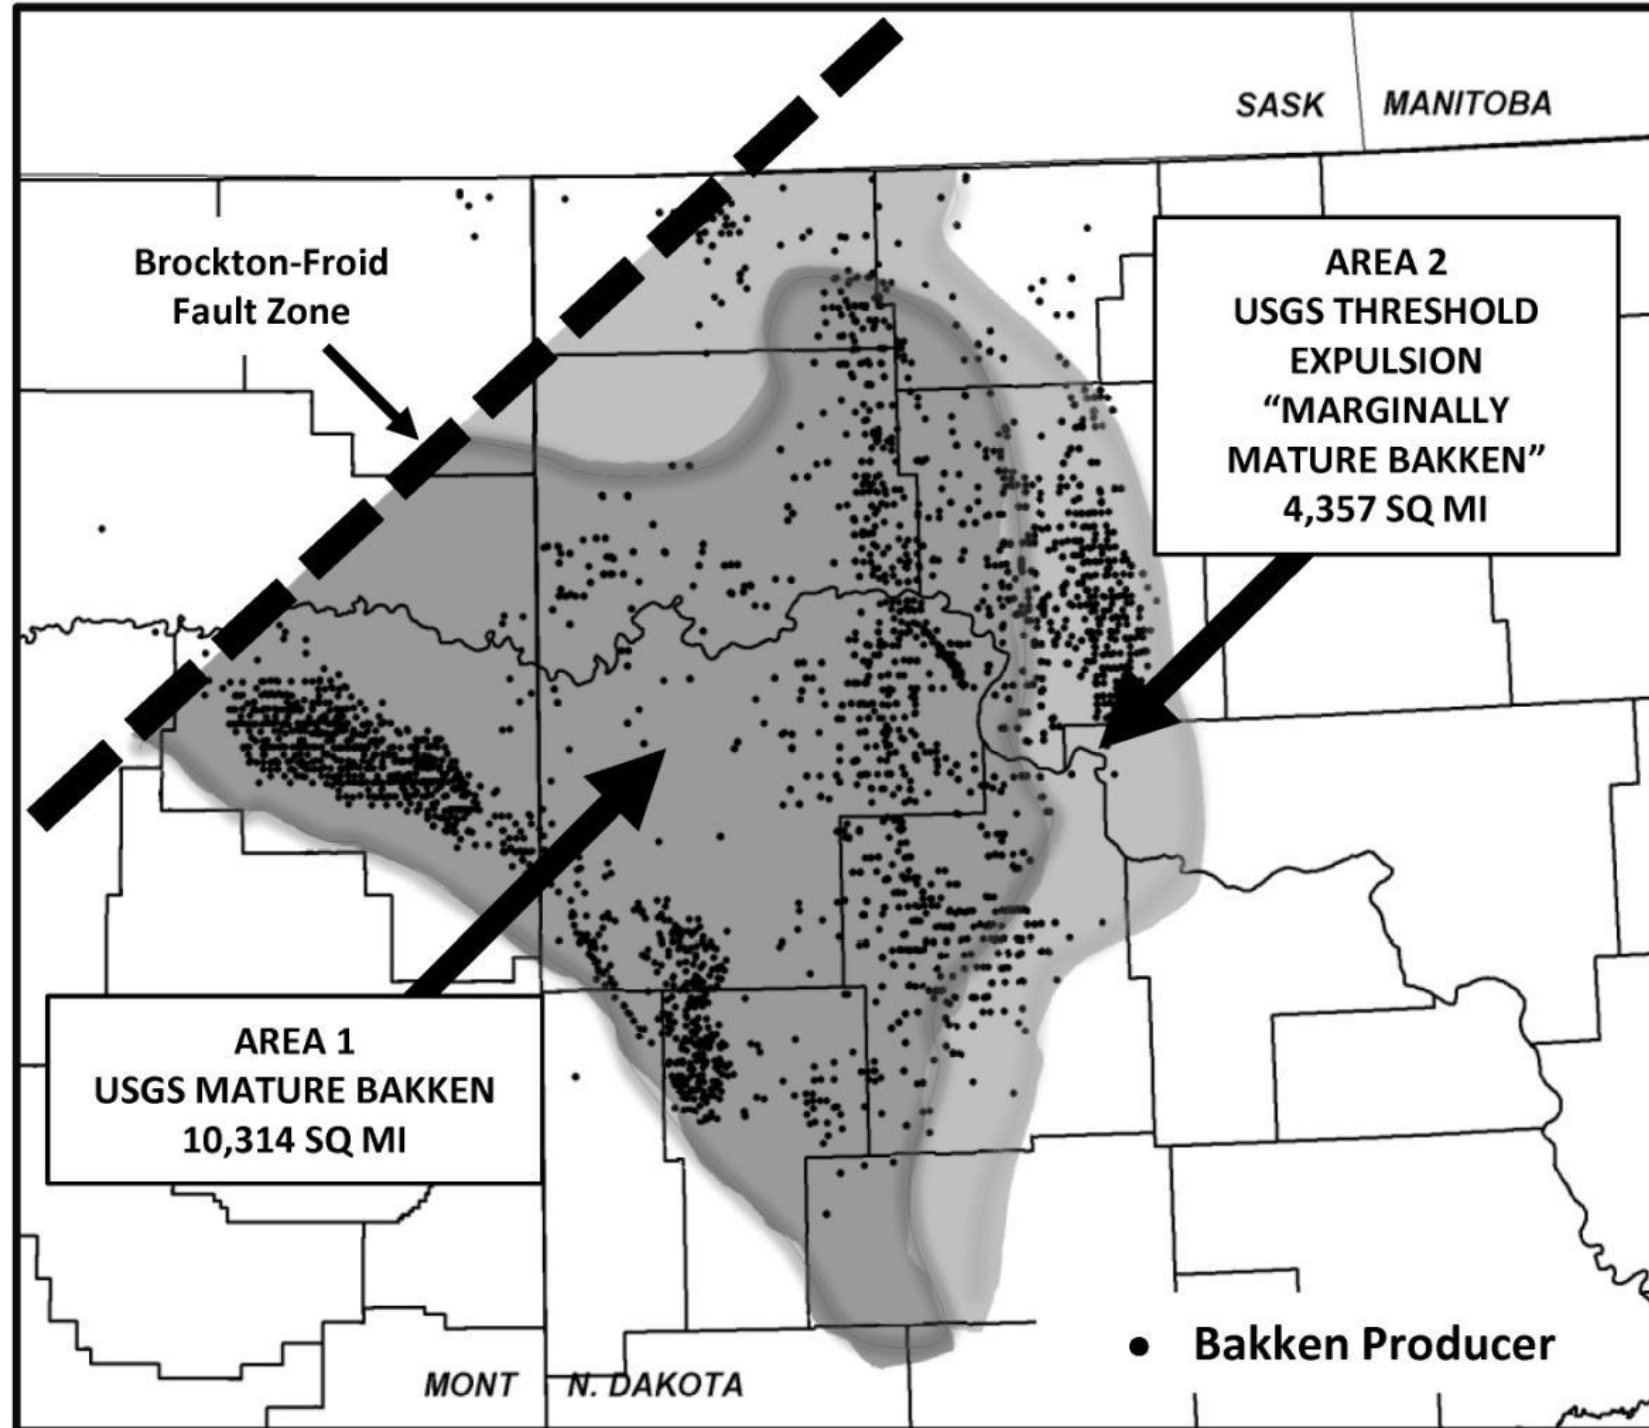 SASK MANITOBA
Brockton-Froid
Fault Zone
AREA 2
USGS THRESHOLD
EXPULSION
“MARGINALLY
MATURE BAKKEN”
4,357 SQ MI
AREA 1
USGS MATURE BAKKEN
10,314 SQ MI
Bakken Producer
MONT N. DAKOTA